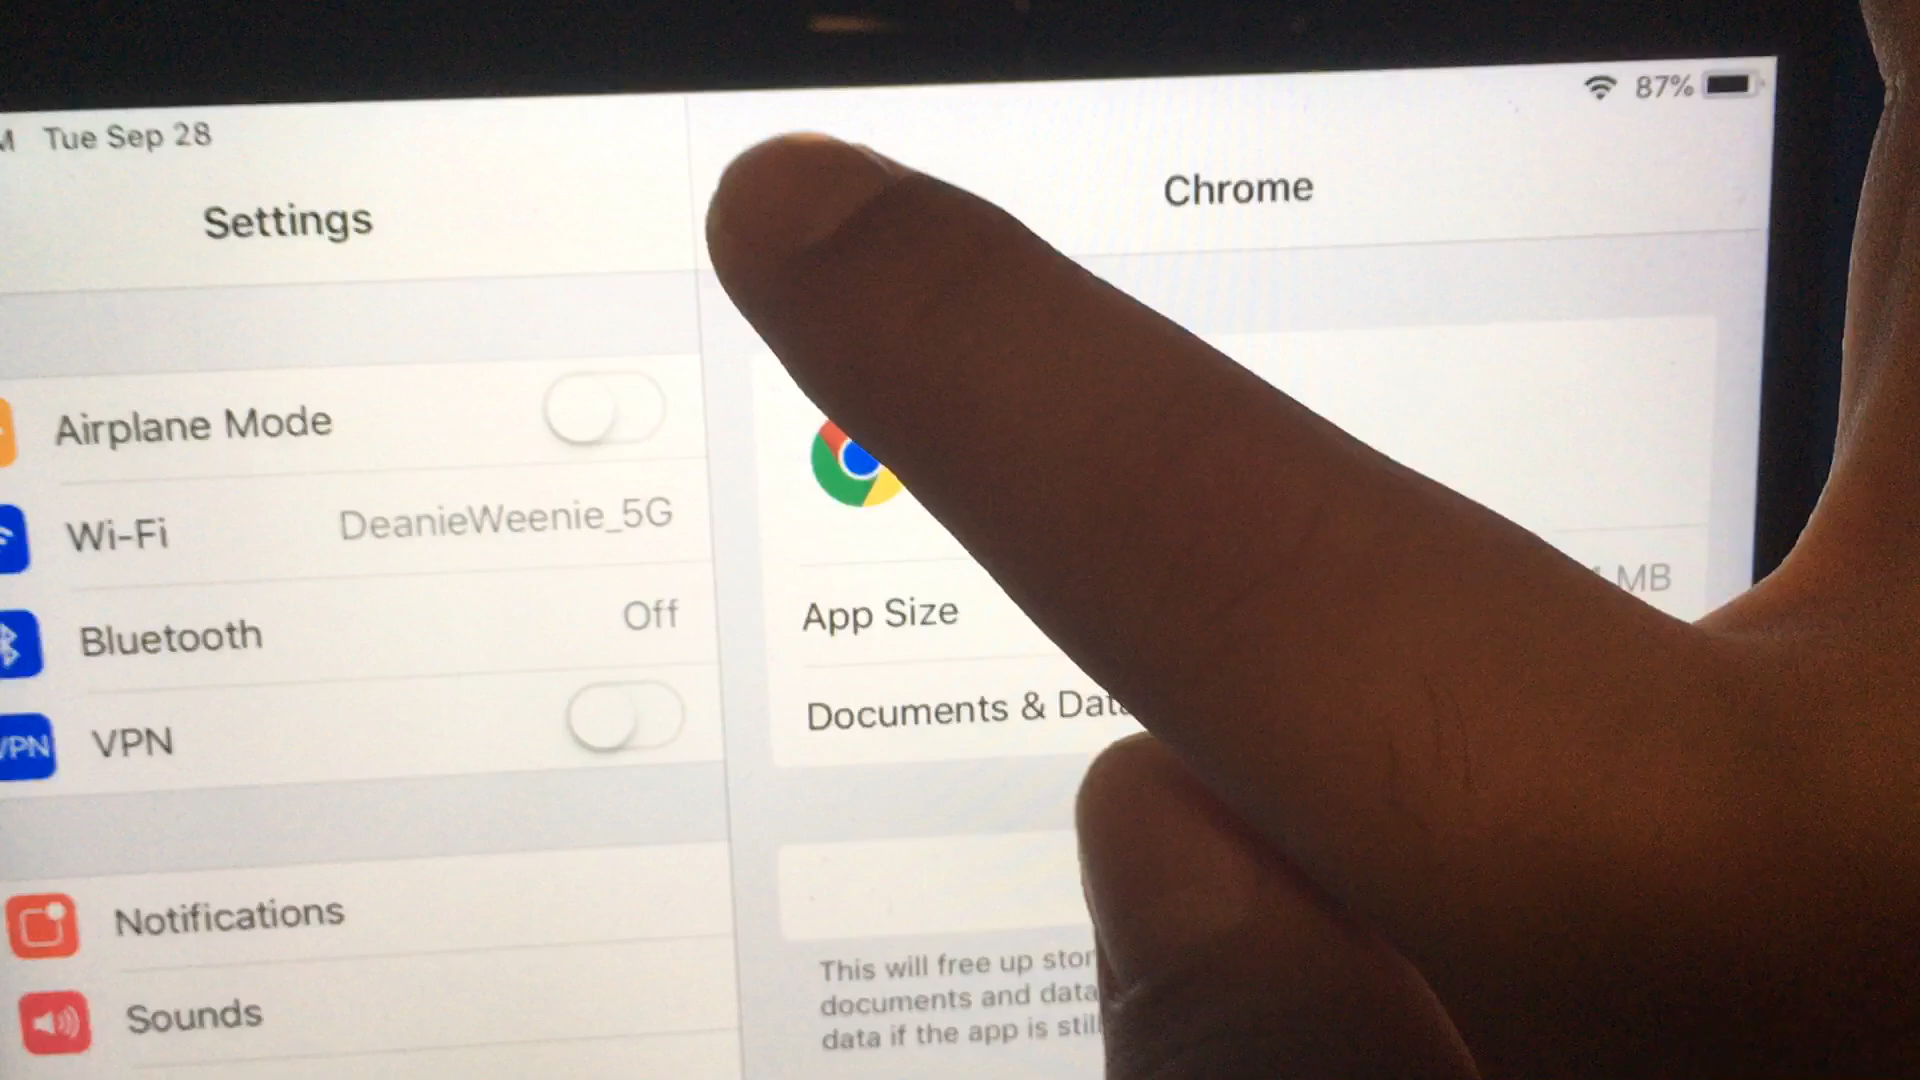 Tue Sep 28
87%
Settings
Chrome
Airplane Mode
Wi-Fi
DeanieWeenie_5G
Bluetooth
Off
VPN
VPN
App Size
MB
Documents & Data
Notifications
Sounds
This will free up
documents and data
data if the app is still